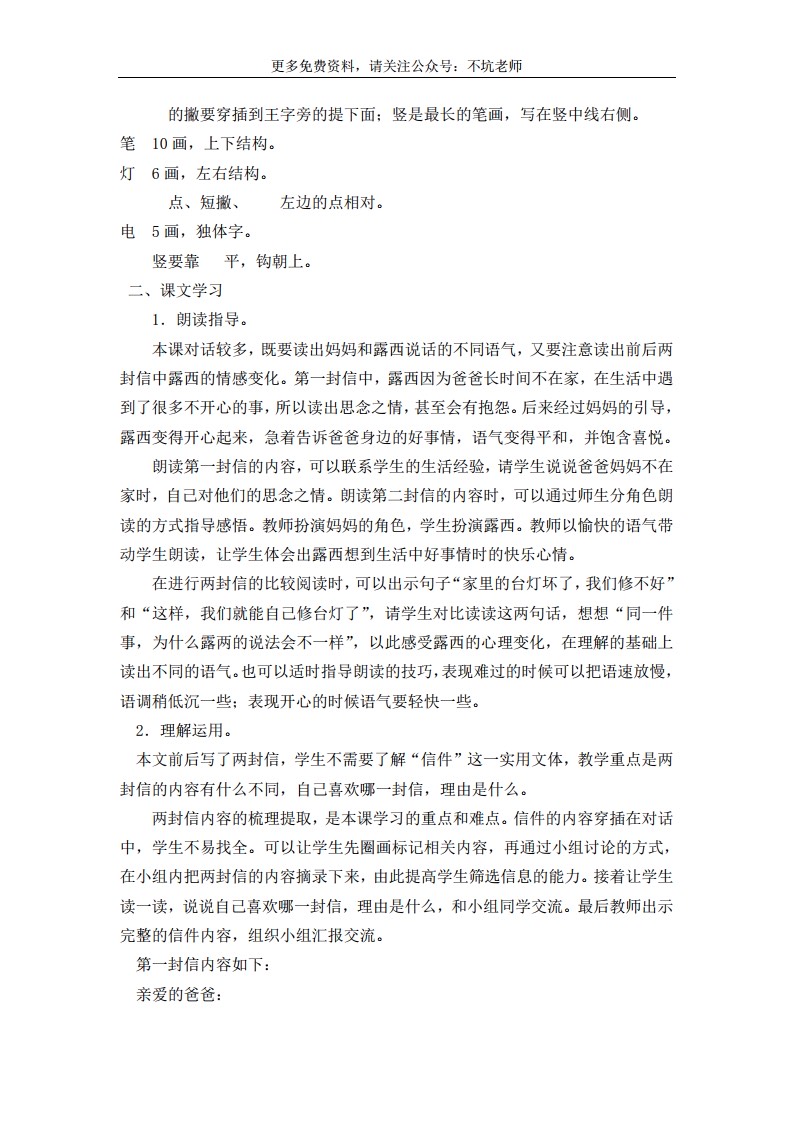 更多免费资料，请关注公众号：不坑老师
的撇要穿插到王字旁的提下面；竖是最长的笔画，写在竖中线右侧。
笔 10 画，上下结构。
灯 6 画，左右结构。
点、短撇、 左边的点相对。
电 5 画，独体字。
竖要靠 平，钩朝上。
二、课文学习
1．朗读指导。
本课对话较多，既要读出妈妈和露西说话的不同语气，又要注意读出前后两
封信中露西的情感变化。第一封信中，露西因为爸爸长时间不在家，在生活中遇
到了很多不开心的事，所以读出思念之情，甚至会有抱怨。后来经过妈妈的引导，
露西变得开心起来，急着告诉爸爸身边的好事情，语气变得平和，并饱含喜悦。
朗读第一封信的内容，可以联系学生的生活经验，请学生说说爸爸妈妈不在
家时，自己对他们的思念之情。朗读第二封信的内容时，可以通过师生分角色朗
读的方式指导感悟。教师扮演妈妈的角色，学生扮演露西。教师以愉快的语气带
动学生朗读，让学生体会出露西想到生活中好事情时的快乐心情。
在进行两封信的比较阅读时，可以出示句子“家里的台灯坏了，我们修不好”
和“这样，我们就能自己修台灯了”，请学生对比读读这两句话，想想“同一件
事，为什么露两的说法会不一样”，以此感受露西的心理变化，在理解的基础上
读出不同的语气。也可以适时指导朗读的技巧，表现难过的时候可以把语速放慢，
语调稍低沉一些；表现开心的时候语气要轻快一些。
2．理解运用。
本文前后写了两封信，学生不需要了解“信件”这一实用文体，教学重点是两
封信的内容有什么不同，自己喜欢哪一封信，理由是什么。
两封信内容的梳理提取，是本课学习的重点和难点。信件的内容穿插在对话
中，学生不易找全。可以让学生先圈画标记相关内容，再通过小组讨论的方式，
在小组内把两封信的内容摘录下来，由此提高学生筛选信息的能力。接着让学生
读一读，说说自己喜欢哪一封信，理由是什么，和小组同学交流。最后教师出示
完整的信件内容，组织小组汇报交流。
第一封信内容如下：
亲爱的爸爸：